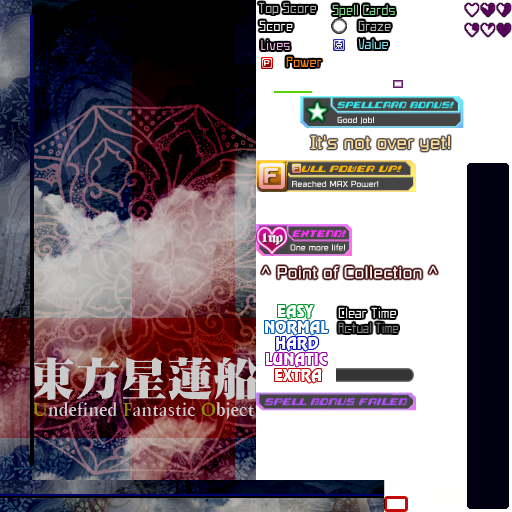 Top Score
Spell Cards
Score
Graze
Lives
Value
P
Power
SPELLCARD BONUS!
Good job!
It's not over yet!
F
FULL POWER UP!
Reached MAX Power!
1up
EXTEND!
One more life!
^ Point of Collection ^
EASY
NORMAL
HARD
LUNATIC
EXTRA
Clear Time
Actual Time
東方星蓮船
Undefined Fantastic Object
SPELL BONUS FAILED